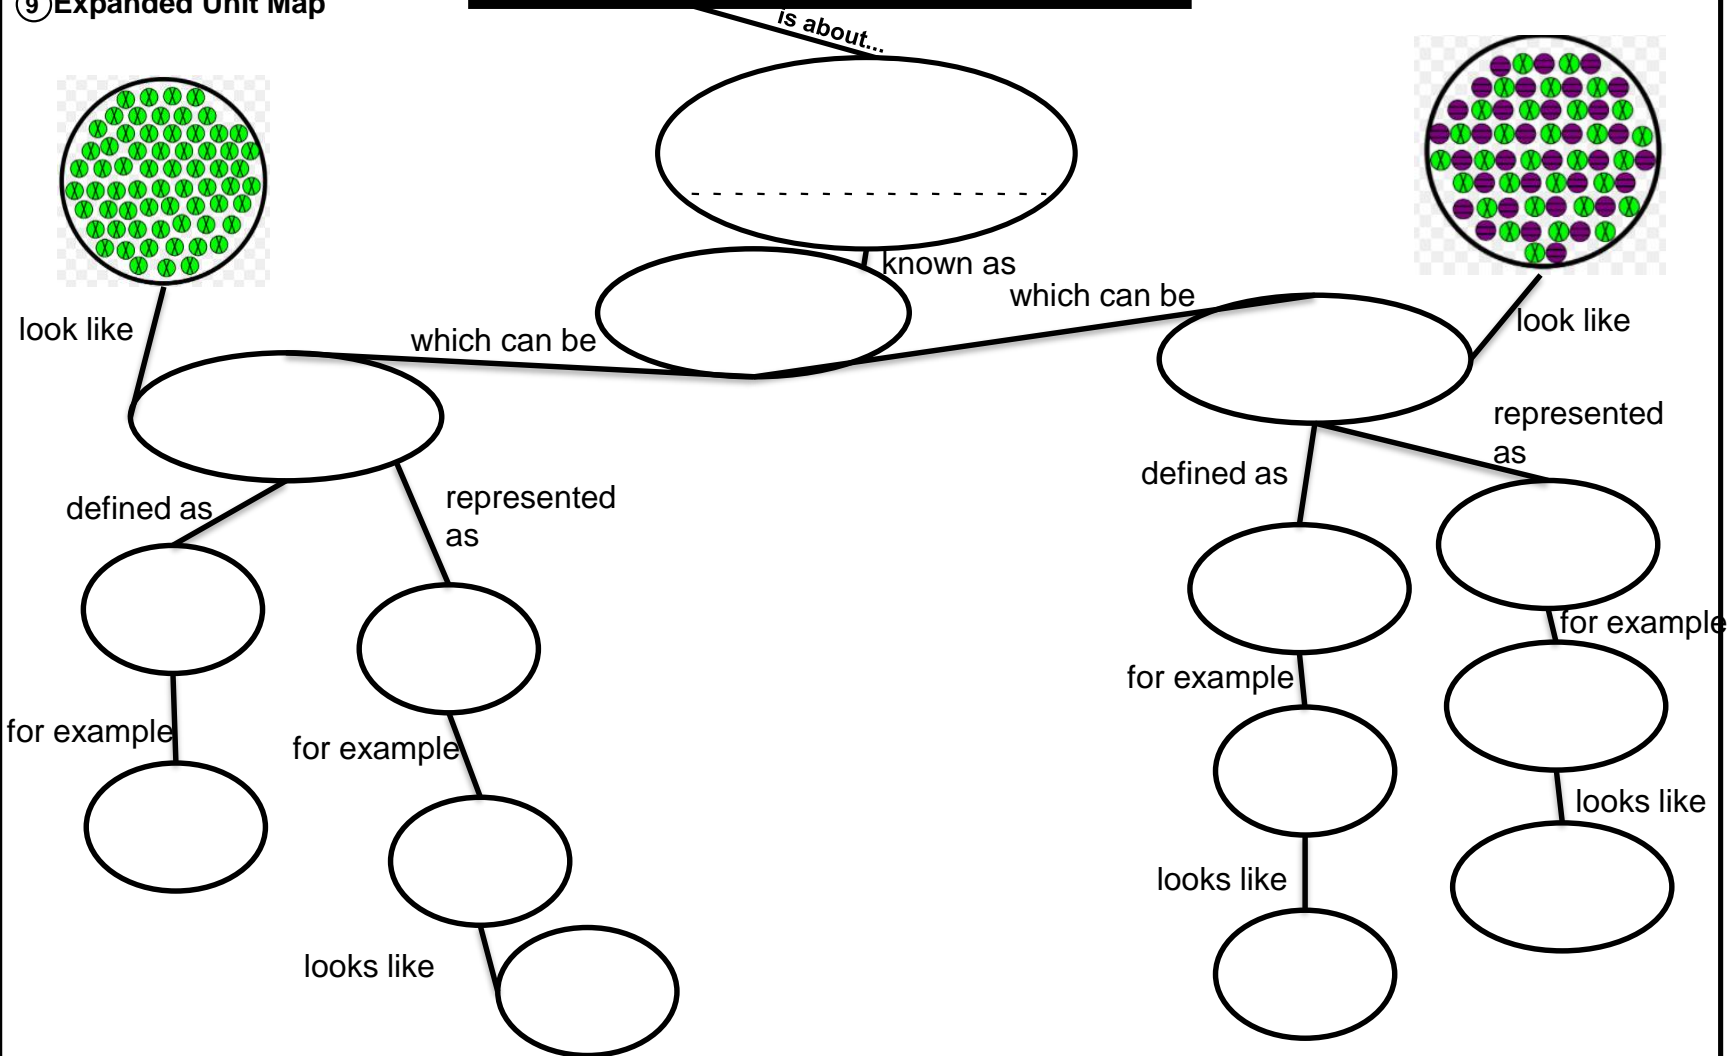 9 Expanded Unit Map
is about...
known as
which can be
which can be
look like
look like
represented
as
defined as
represented
as
defined as
for example
for example
for example
for example
looks like
looks like
looks like